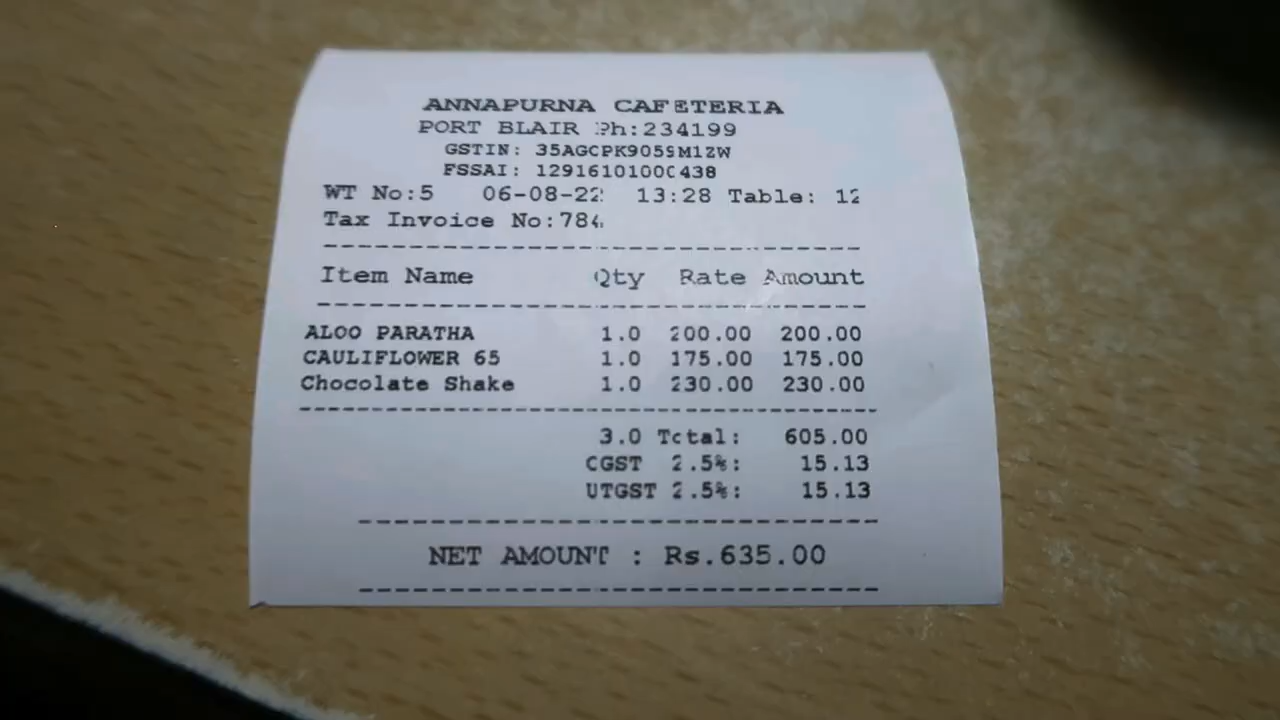 ANNAPURNA CAFETERIA
PORT BLAIR Ph:234199
GSTIN: 35AGCPK9059M1ZW
FSSAI: 12916101000438
WT No:5 06-08-22 13:28 Table: 12
Tax Invoice No:784
Item Name Qty Rate Amount
ALOO PARATHA 1.0 200.00 200.00
CAULIFLOWER 65 1.0 175.00 175.00
Chocolate Shake 1.0 230.00 230.00
3.0 Total: 605.00
CGST 2.5%: 15.13
UTGST 2.5%: 15.13
NET AMOUNT : Rs.635.00